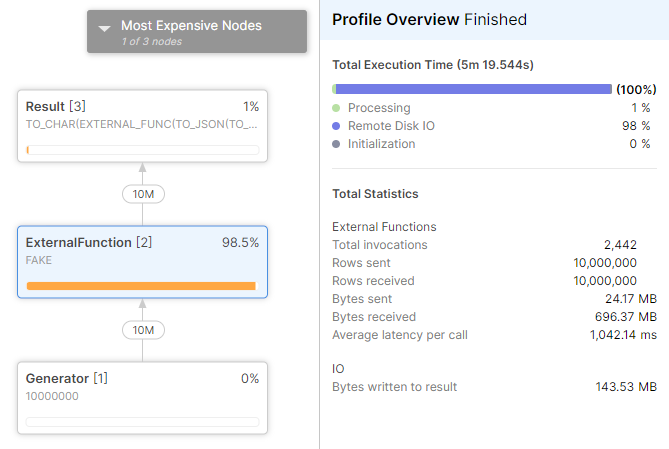 Most Expensive Nodes
1 of 3 nodes
Result [3] 1%
TO_CHAR(EXTERNAL_FUNC(TO_JSON(TO_...
10M
ExternalFunction [2] 98.5%
FAKE
10M
Generator [1] 0%
10000000
Profile Overview Finished
Total Execution Time (5m 19.544s)
(100%)
Processing 1 %
Remote Disk IO 98 %
Initialization 0 %
Total Statistics
External Functions
Total invocations 2,442
Rows sent 10,000,000
Rows received 10,000,000
Bytes sent 24.17 MB
Bytes received 696.37 MB
Average latency per call 1,042.14 ms
IO
Bytes written to result 143.53 MB